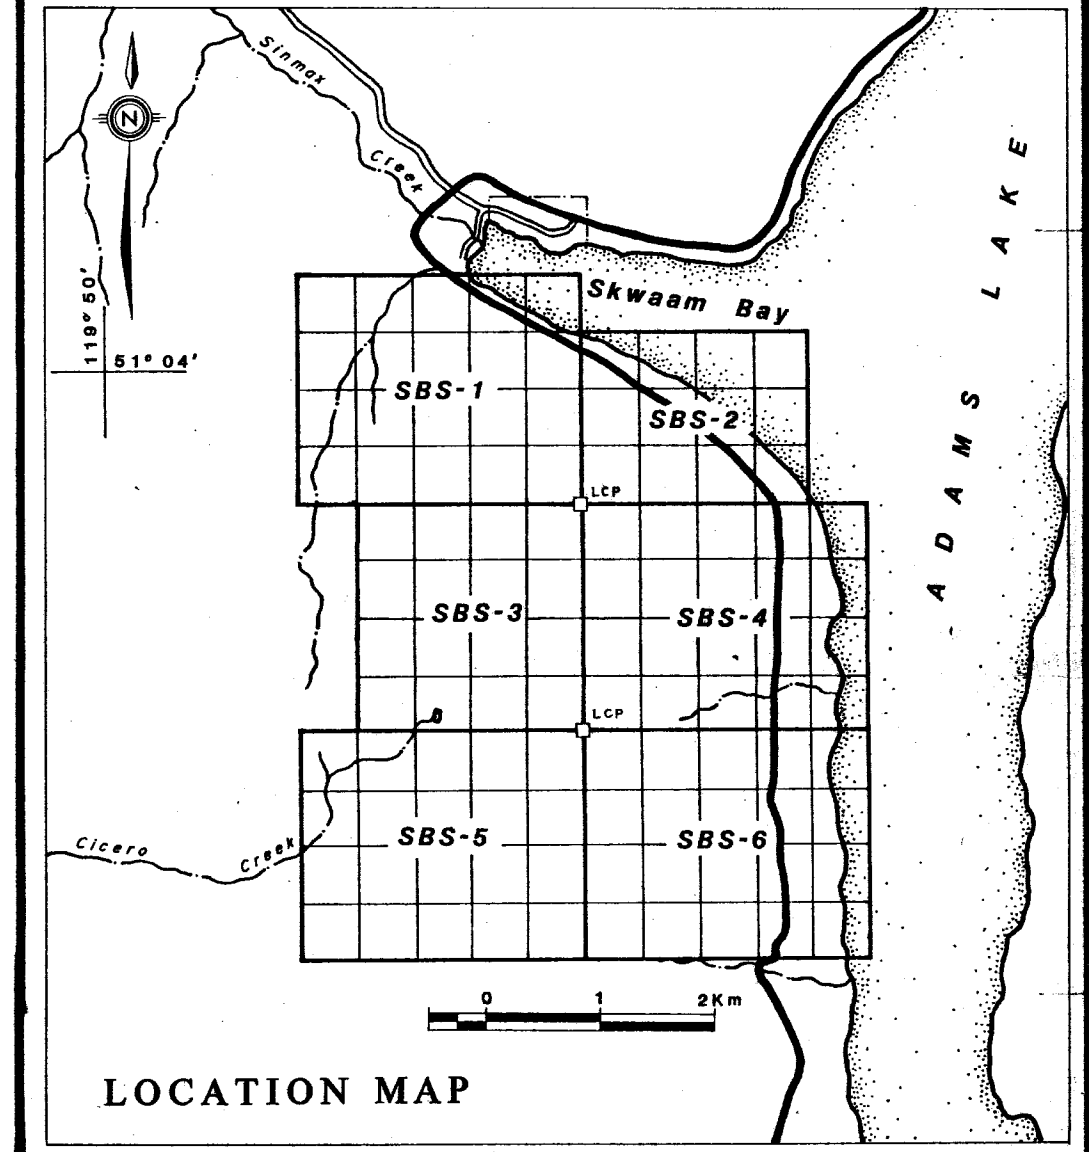 Sinmax
Creek
N
119° 50'
51° 04'
Skwaam Bay
ADAMS LAKE
SBS-1
SBS-2
LCP
SBS-3
SBS-4
LCP
SBS-5
SBS-6
Cicero Creek
0 1 2Km
LOCATION MAP